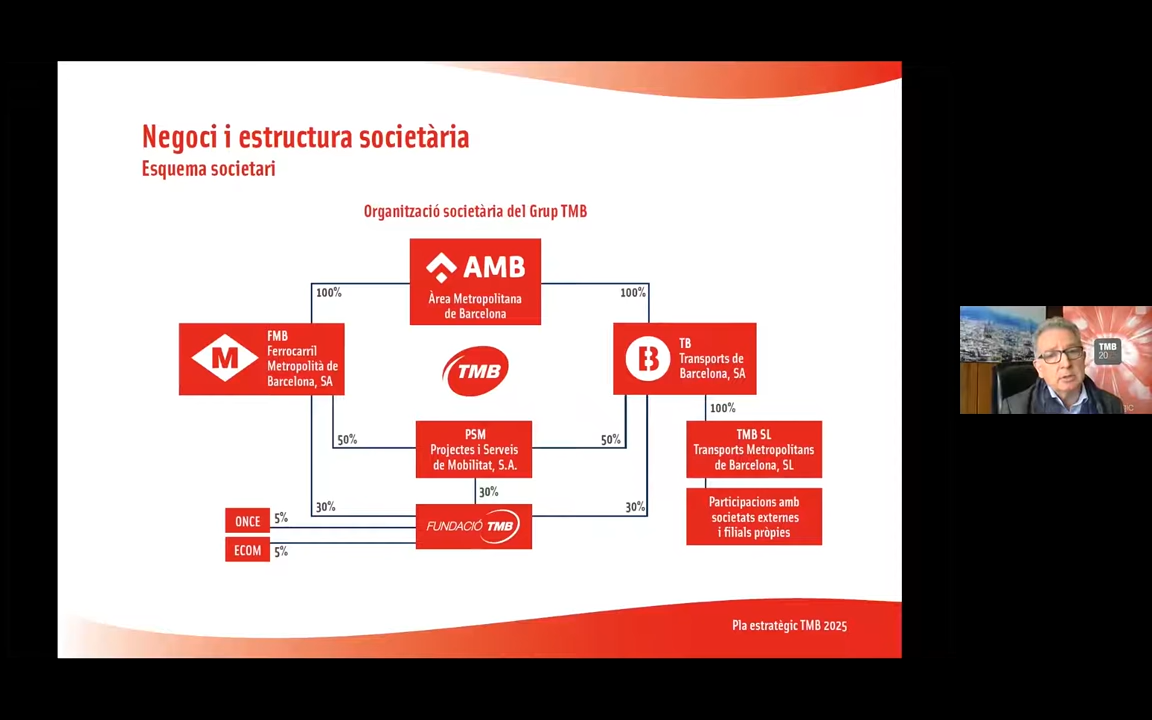 Negoci i estructura societària
Esquema societari
Organització societària del Grup TMB
AMB
Àrea Metropolitana
de Barcelona
100%
100%
M
FMB
Ferrocarril
Metropolità de
Barcelona, SA
TMB
B
TB
Transports de
Barcelona, SA
100%
50%
PSM
Projectes i Serveis
de Mobilitat, S.A.
50%
TMB SL
Transports Metropolitans
de Barcelona, SL
30%
30%
30%
Participacions amb
societats externes
i filials pròpies
ONCE
5%
FUNDACIÓ TMB
ECOM
5%
Pla estratègic TMB 2025
TMB
20